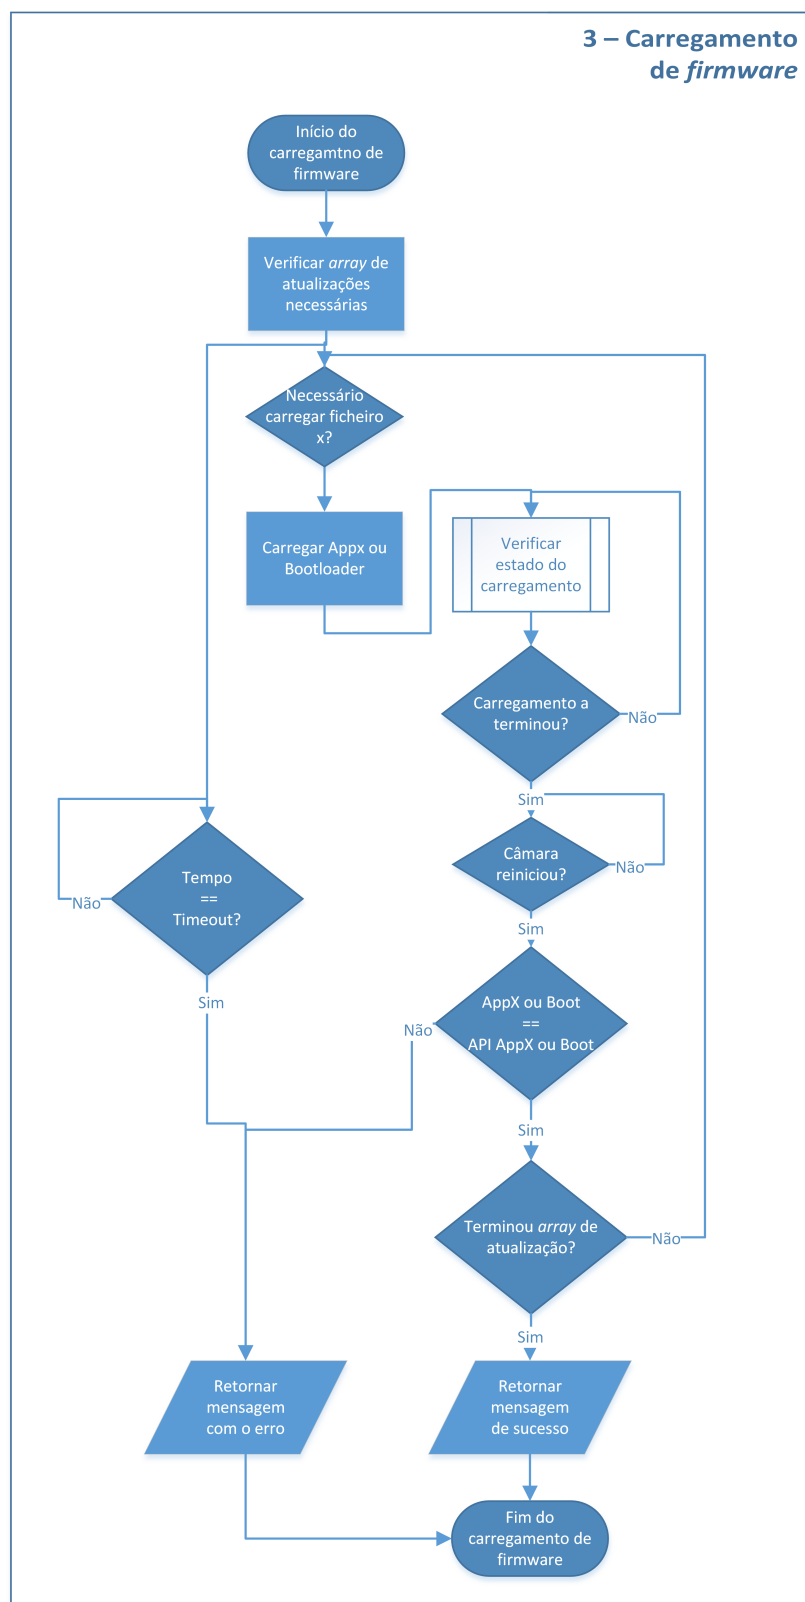 3 – Carregamento
de firmware
Início do
carregamtno de
firmware
Verificar array de
atualizações
necessárias
Necessário
carregar ficheiro
x?
Carregar Appx ou
Bootloader
Verificar
estado do
carregamento
Carregamento a
terminou?
Não
Sim
Câmara
reiniciou?
Não
Tempo
==
Timeout?
Não
Sim
Sim
AppX ou Boot
==
API AppX ou Boot
Não
Sim
Terminou array de
atualização?
Não
Sim
Retornar
mensagem
com o erro
Retornar
mensagem
de sucesso
Fim do
carregamento de
firmware